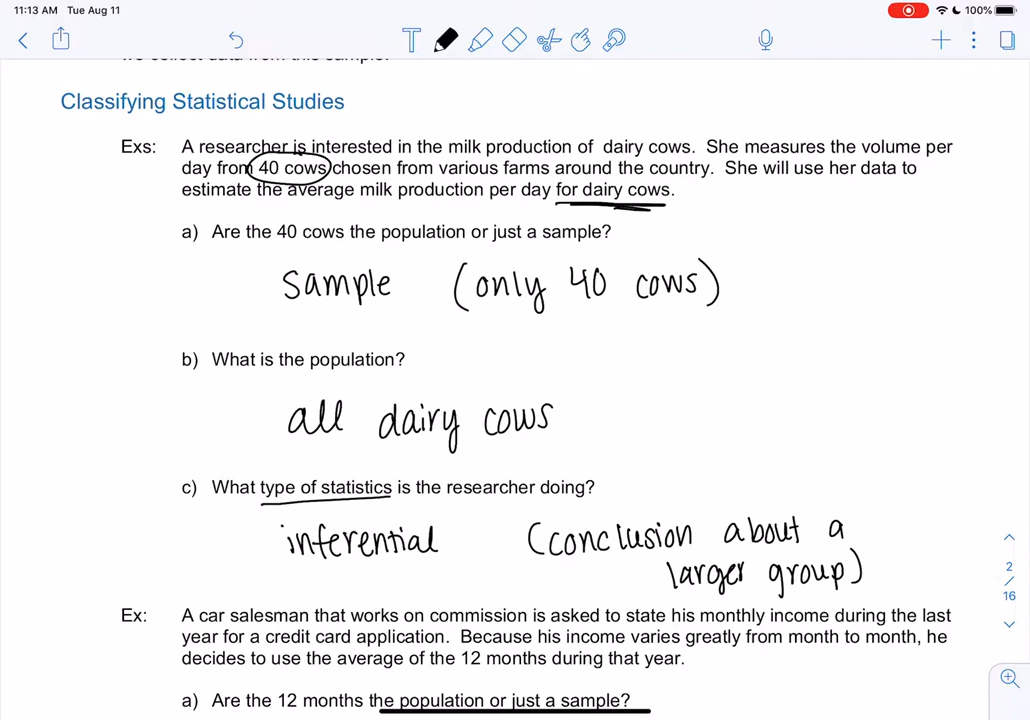 11:13 AM Tue Aug 11
100%
Classifying Statistical Studies
Exs: A researcher is interested in the milk production of dairy cows. She measures the volume per
day from 40 cows chosen from various farms around the country. She will use her data to
estimate the average milk production per day for dairy cows.
a) Are the 40 cows the population or just a sample?
sample (only 40 cows)
b) What is the population?
all dairy cows
c) What type of statistics is the researcher doing?
inferential (conclusion about a
larger group)
2
/
16
Ex: A car salesman that works on commission is asked to state his monthly income during the last
year for a credit card application. Because his income varies greatly from month to month, he
decides to use the average of the 12 months during that year.
a) Are the 12 months the population or just a sample?